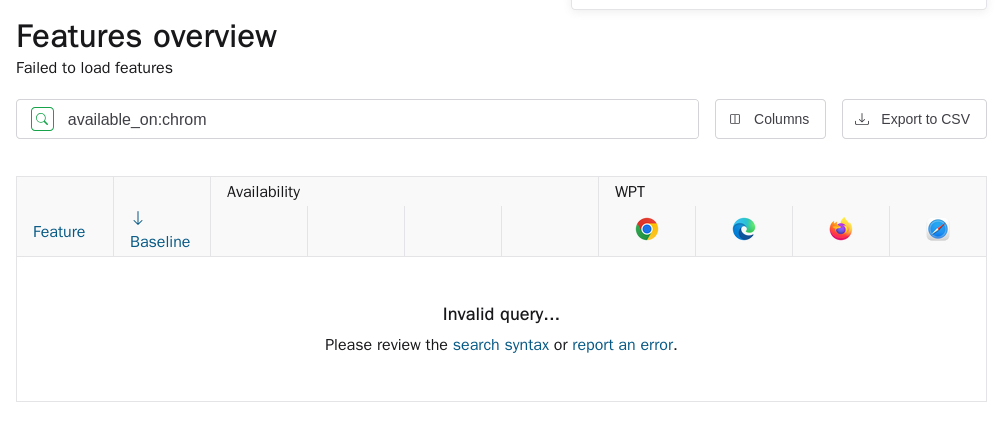 Features overview
Failed to load features
available_on:chrom
Columns
Export to CSV
Availability
WPT
Feature
Baseline
Invalid query...
Please review the search syntax or report an error.